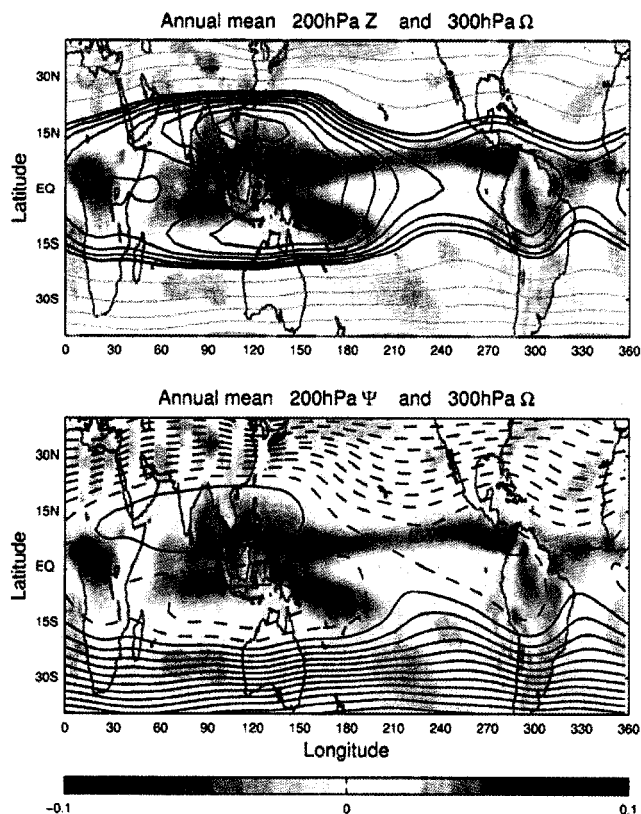 Annual mean 200hPa Z and 300hPa Ω
Latitude
30N
15N
EQ
15S
30S
0 30 60 90 120 150 180 210 240 270 300 330 360
Annual mean 200hPa Ψ and 300hPa Ω
Latitude
30N
15N
EQ
15S
30S
0 30 60 90 120 150 180 210 240 270 300 330 360
Longitude
-0.1 0 0.1